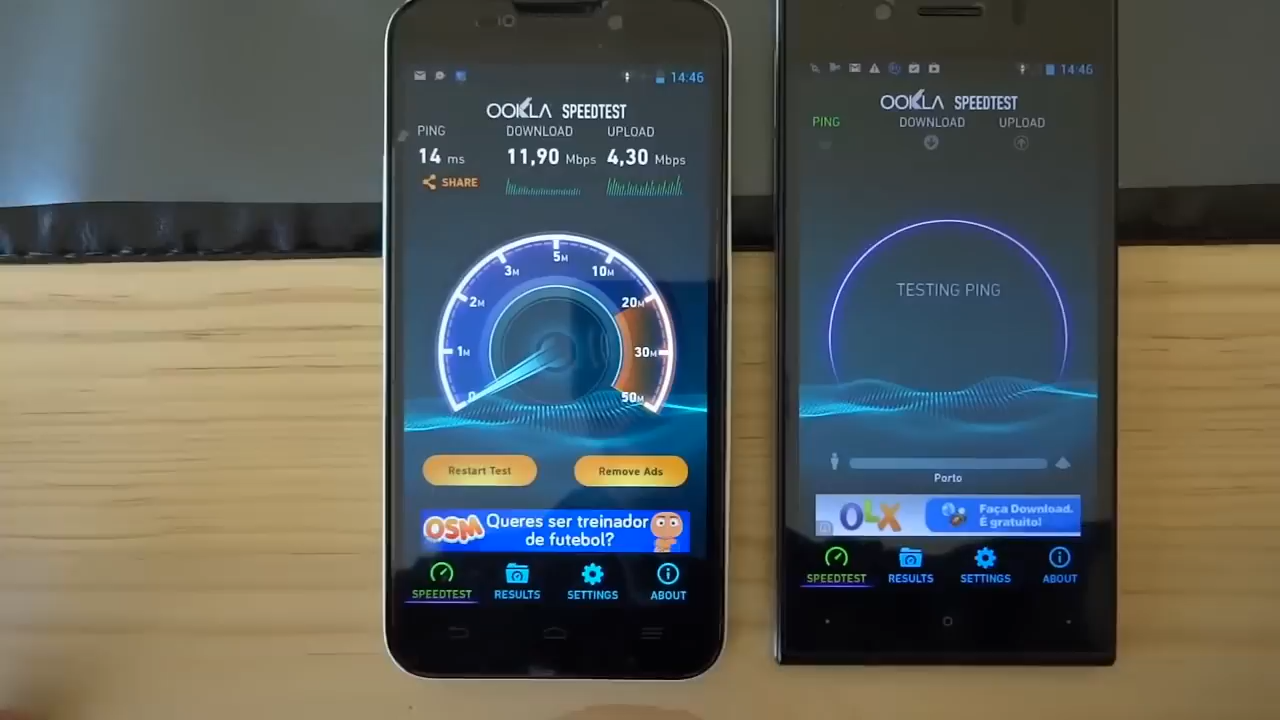 14:46
OOKLA SPEEDTEST
PING DOWNLOAD UPLOAD
14 ms 11,90 Mbps 4,30 Mbps
SHARE
0
1M
2M
3M
5M
10M
20M
30M
50M
Restart Test Remove Ads
OSM Queres ser treinador
de futebol?
SPEEDTEST RESULTS SETTINGS ABOUT
14:46
OOKLA SPEEDTEST
PING DOWNLOAD UPLOAD
TESTING PING
Porto
OLX Faça Download.
É gratuito!
SPEEDTEST RESULTS SETTINGS ABOUT